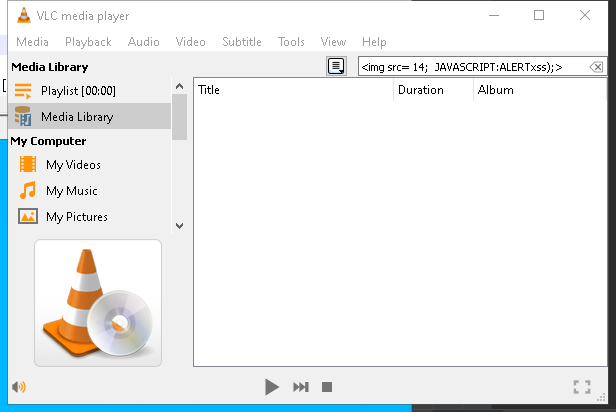 VLC media player
Media Playback Audio Video Subtitle Tools View Help
Media Library
<img src= 14;  JAVASCRIPT:ALERTxss);>
Playlist [00:00]
Title Duration Album
Media Library
My Computer
My Videos
My Music
My Pictures